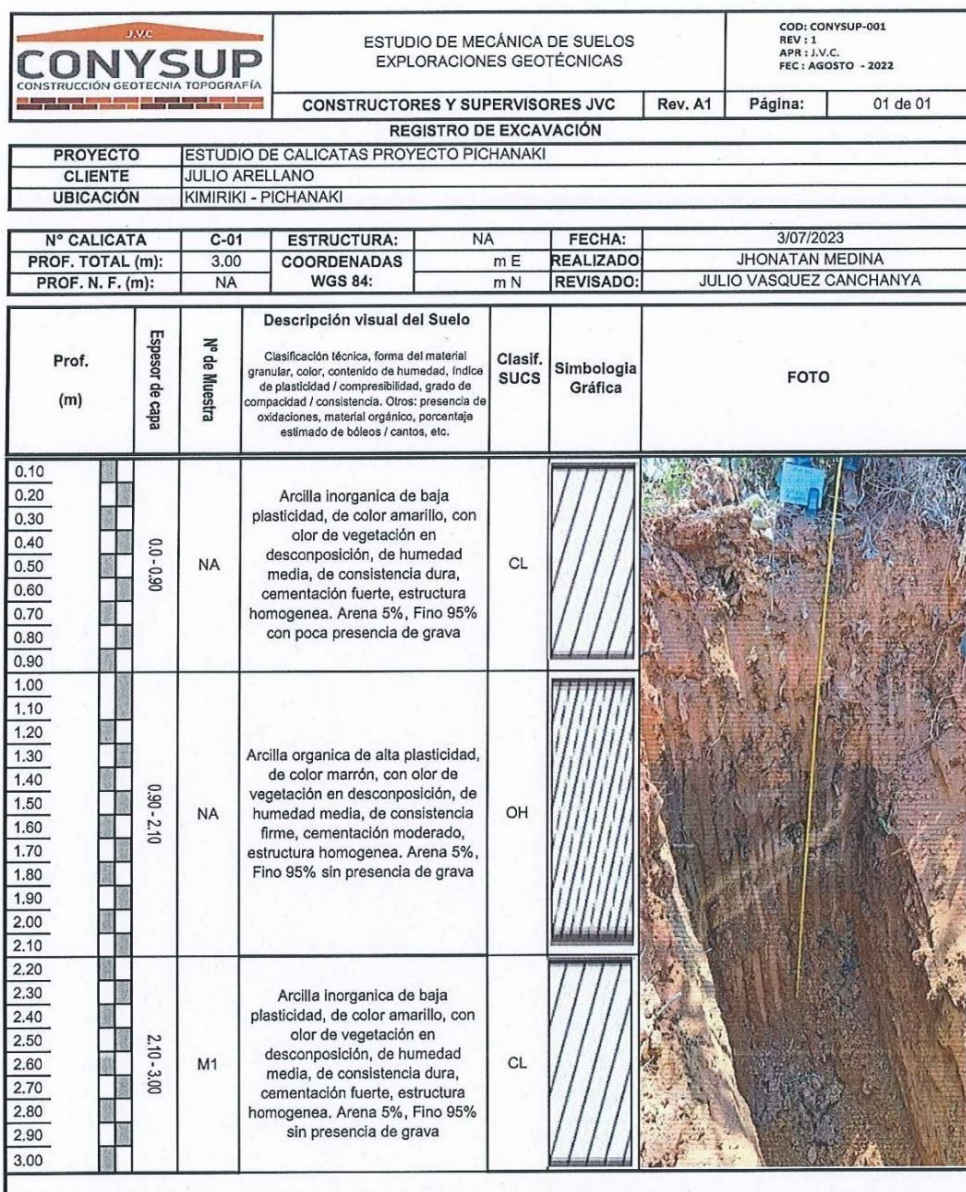 J.V.C
CONYSUP
CONSTRUCCIÓN GEOTECNIA TOPOGRAFÍA
ESTUDIO DE MECÁNICA DE SUELOS
EXPLORACIONES GEOTÉCNICAS
COD: CONYSUP-001
REV : 1
APR : J.V.C.
FEC : AGOSTO - 2022
CONSTRUCTORES Y SUPERVISORES JVC Rev. A1 Página: 01 de 01
REGISTRO DE EXCAVACIÓN
PROYECTO ESTUDIO DE CALICATAS PROYECTO PICHANAKI
CLIENTE JULIO ARELLANO
UBICACIÓN KIMIRIKI - PICHANAKI
N° CALICATA C-01 ESTRUCTURA: NA FECHA: 3/07/2023
PROF. TOTAL (m): 3.00 COORDENADAS m E REALIZADO JHONATAN MEDINA
PROF. N. F. (m): NA WGS 84: m N REVISADO: JULIO VASQUEZ CANCHANYA
Prof.
(m)
Espesor de capa
N° de Muestra
Descripción visual del Suelo
Clasificación técnica, forma del material
granular, color, contenido de humedad, índice
de plasticidad / compresibilidad, grado de
compacidad / consistencia. Otros: presencia de
oxidaciones, material orgánico, porcentaje
estimado de bóleos / cantos, etc.
Clasif.
SUCS
Simbologia
Gráfica
FOTO
0.10
0.20
0.30
0.40
0.50
0.60
0.70
0.80
0.90
0.0 - 0.90
NA
Arcilla inorganica de baja
plasticidad, de color amarillo, con
olor de vegetación en
desconposición, de humedad
media, de consistencia dura,
cementación fuerte, estructura
homogenea. Arena 5%, Fino 95%
con poca presencia de grava
CL
1.00
1.10
1.20
1.30
1.40
1.50
1.60
1.70
1.80
1.90
2.00
2.10
0.90 - 2.10
NA
Arcilla organica de alta plasticidad,
de color marrón, con olor de
vegetación en desconposición, de
humedad media, de consistencia
firme, cementación moderado,
estructura homogenea. Arena 5%,
Fino 95% sin presencia de grava
OH
2.20
2.30
2.40
2.50
2.60
2.70
2.80
2.90
3.00
2.10 - 3.00
M1
Arcilla inorganica de baja
plasticidad, de color amarillo, con
olor de vegetación en
desconposición, de humedad
media, de consistencia dura,
cementación fuerte, estructura
homogenea. Arena 5%, Fino 95%
sin presencia de grava
CL